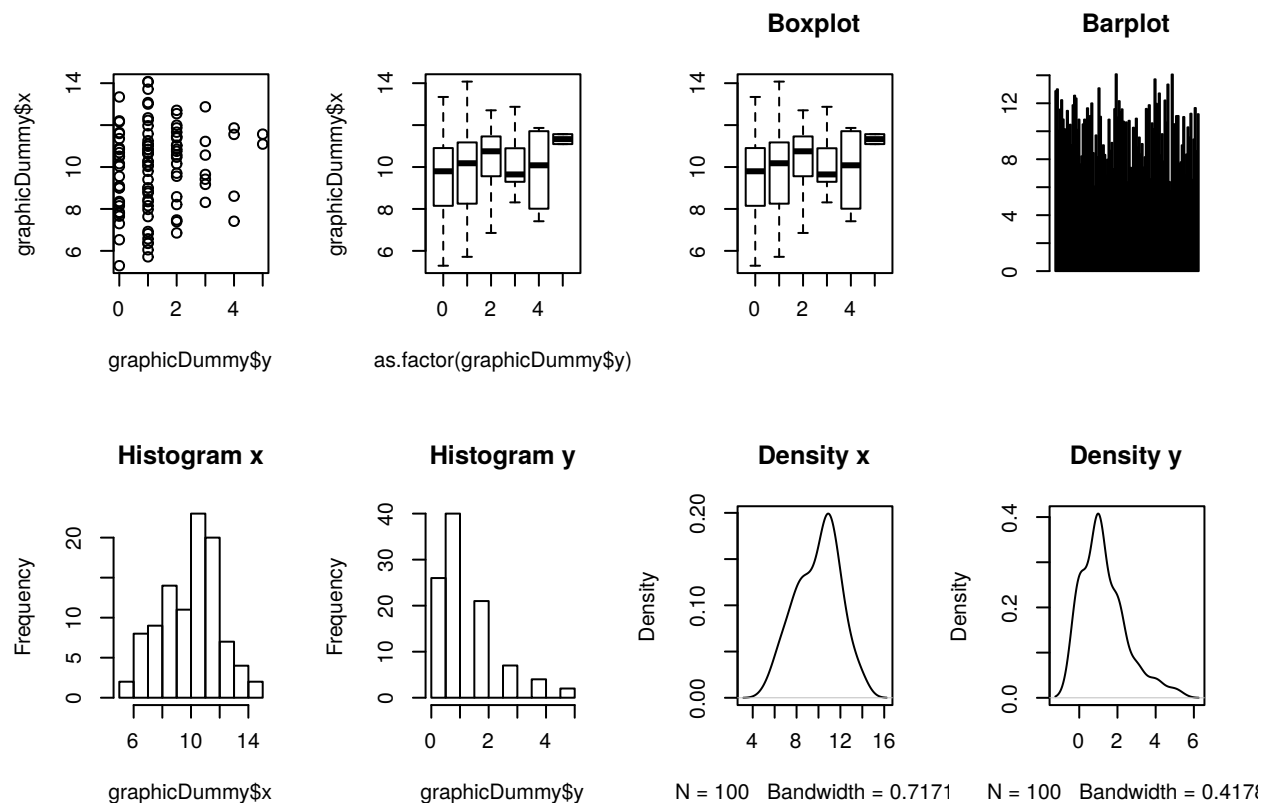 Boxplot
Barplot
graphicDummy$x
6 8 10 12 14
0 2 4
graphicDummy$y
graphicDummy$x
6 8 10 12 14
0 2 4
as.factor(graphicDummy$y)
6 8 10 12 14
0 2 4
0 4 8 12
Histogram x
Histogram y
Density x
Density y
Frequency
0 5 10 20
6 10 14
graphicDummy$x
Frequency
0 10 20 30 40
0 2 4
graphicDummy$y
Density
0.00 0.10 0.20
4 8 12 16
N = 100 Bandwidth = 0.7171
Density
0.0 0.2 0.4
0 2 4 6
N = 100 Bandwidth = 0.4178